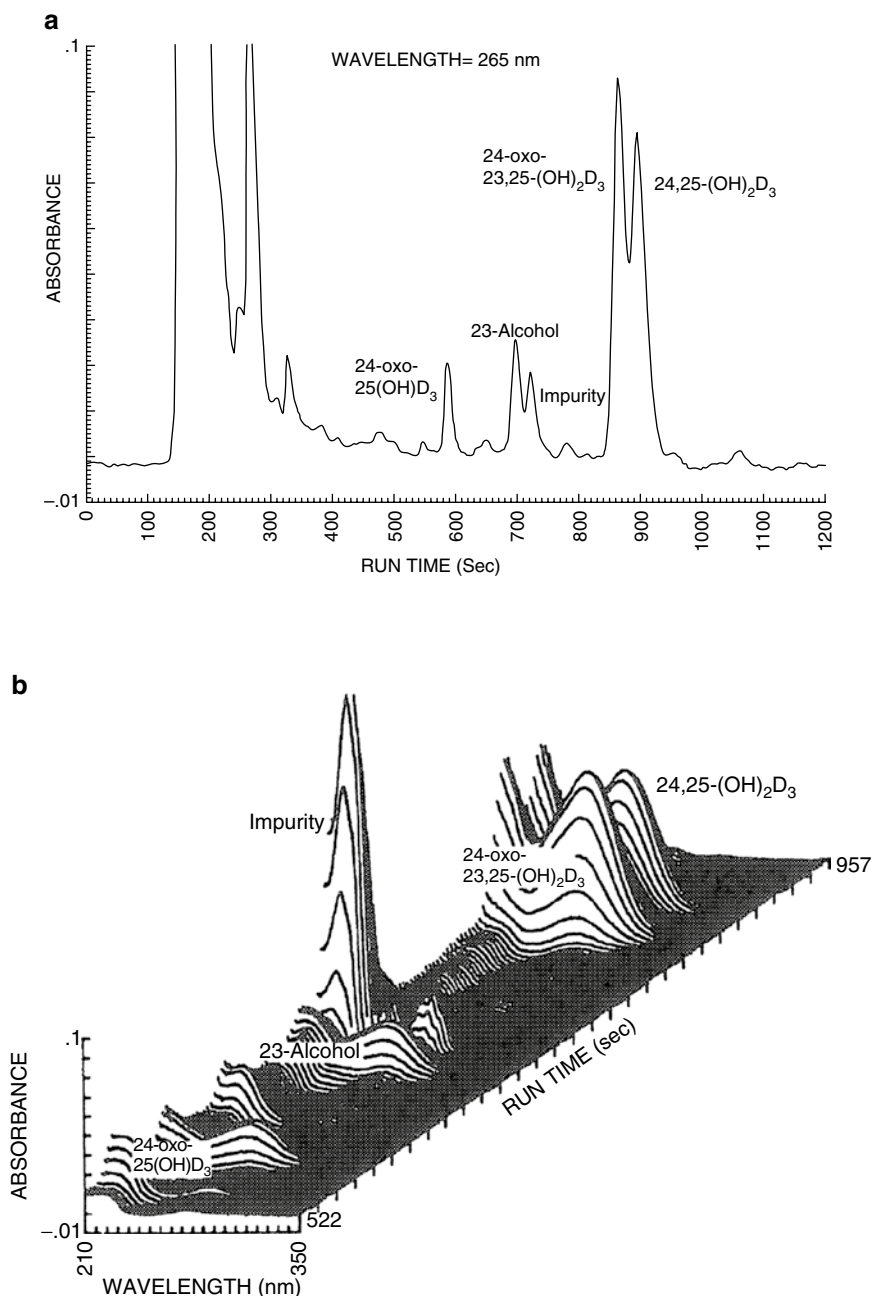 a
.1
WAVELENGTH= 265 nm
24-oxo-
23,25-(OH)₂D₃
24,25-(OH)₂D₃
ABSORBANCE
23-Alcohol
24-oxo-
25(OH)D₃
Impurity
–.01
0
100
200
300
400
500
600
700
800
900
1000
1100
1200
RUN TIME (Sec)
b
Impurity
24,25-(OH)₂D₃
24-oxo-
23,25-(OH)₂D₃
957
.1
23-Alcohol
RUN TIME (sec)
ABSORBANCE
24-oxo-
25(OH)D₃
–.01
522
210
350
WAVELENGTH (nm)